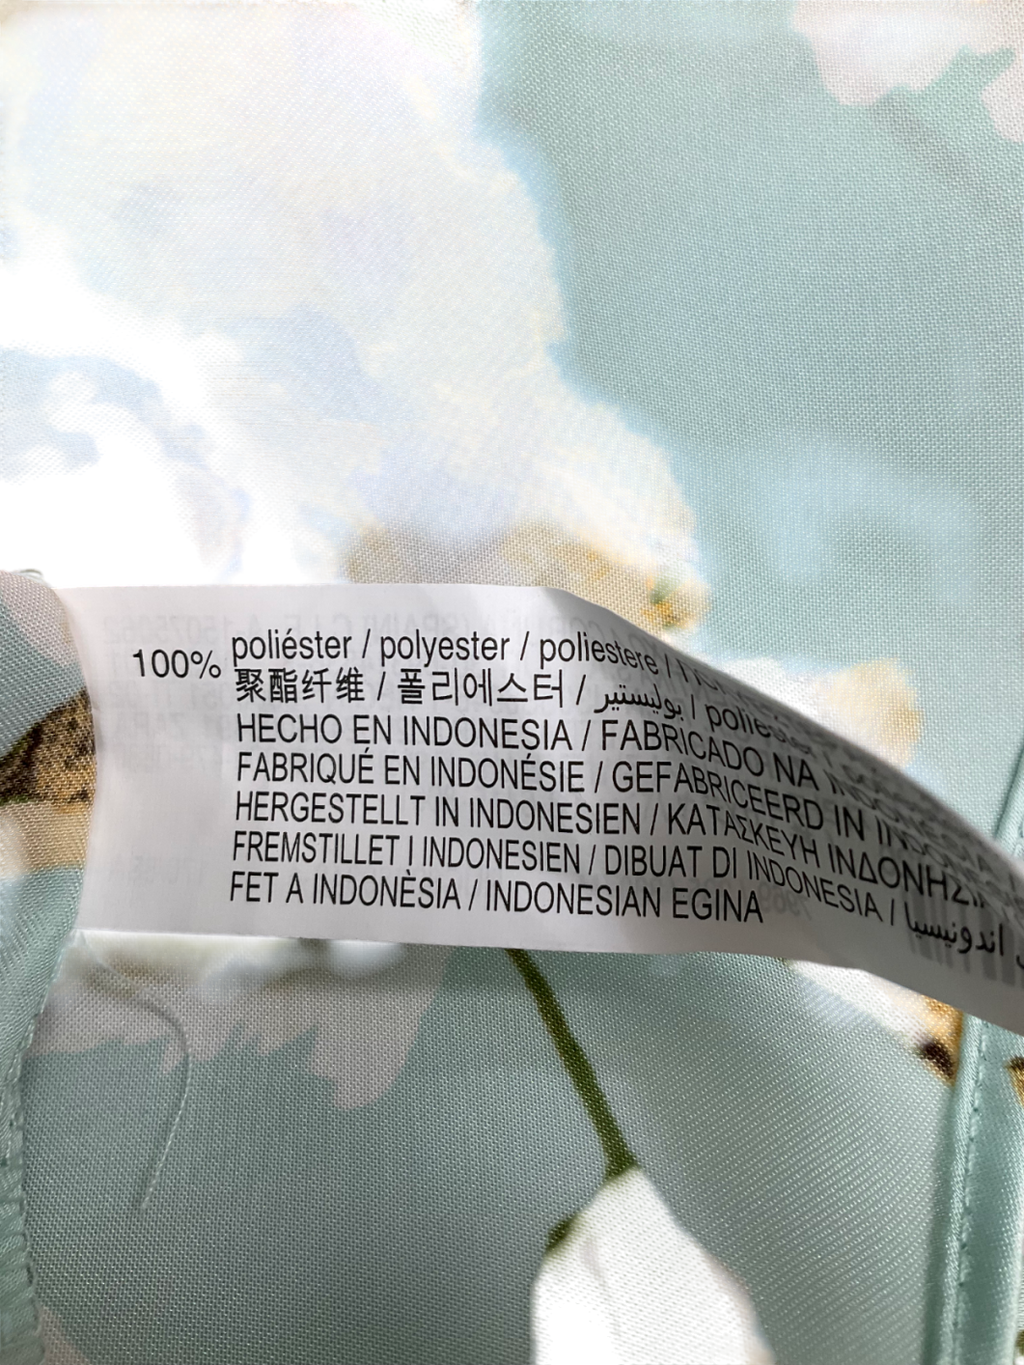 100% poliéster / polyester / poliestere /
聚酯纤维 / 폴리에스터 / بوليستير /
HECHO EN INDONESIA / FABRICADO NA
FABRIQUÉ EN INDONÉSIE / GEFABRICEERD IN
HERGESTELLT IN INDONESIEN / ΚΑΤΑΣΚΕΥΗ
FREMSTILLET I INDONESIEN / DIBUAT DI INDONESIA / اندونيسيا
FET A INDONÈSIA / INDONESIAN EGINA